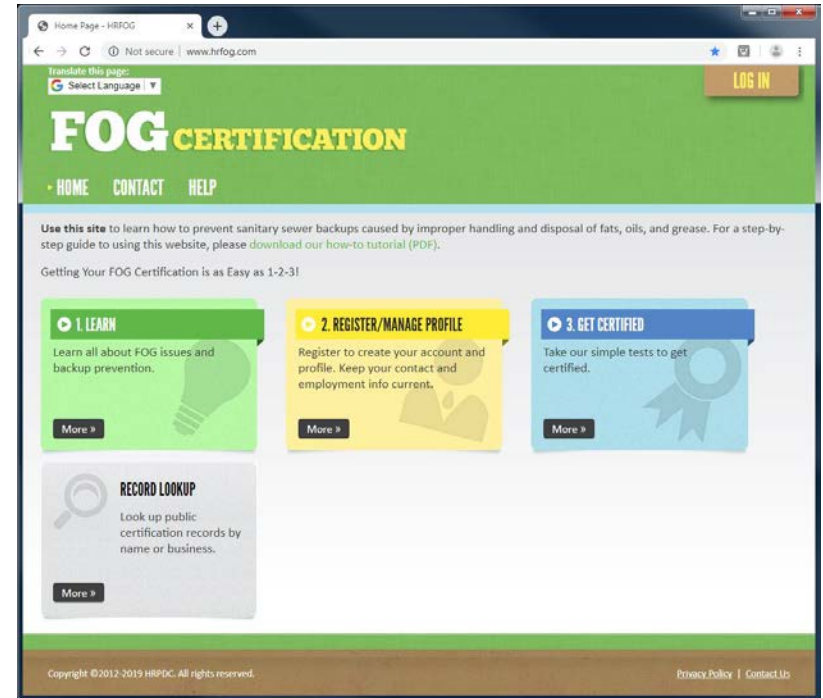 Home Page - HRFOG
Not secure | www.hrfog.com
Translate this page:
Select Language ▼
LOG IN
FOG CERTIFICATION
HOME CONTACT HELP
Use this site to learn how to prevent sanitary sewer backups caused by improper handling and disposal of fats, oils, and grease. For a step-by-
step guide to using this website, please download our how-to tutorial (PDF).
Getting Your FOG Certification is as Easy as 1-2-3!
1. LEARN
Learn all about FOG issues and
backup prevention.
More »
2. REGISTER/MANAGE PROFILE
Register to create your account and
profile. Keep your contact and
employment info current.
More »
3. GET CERTIFIED
Take our simple tests to get
certified.
More »
RECORD LOOKUP
Look up public
certification records by
name or business.
More »
Copyright ©2012-2019 HRPDC. All rights reserved.
Privacy Policy | Contact Us